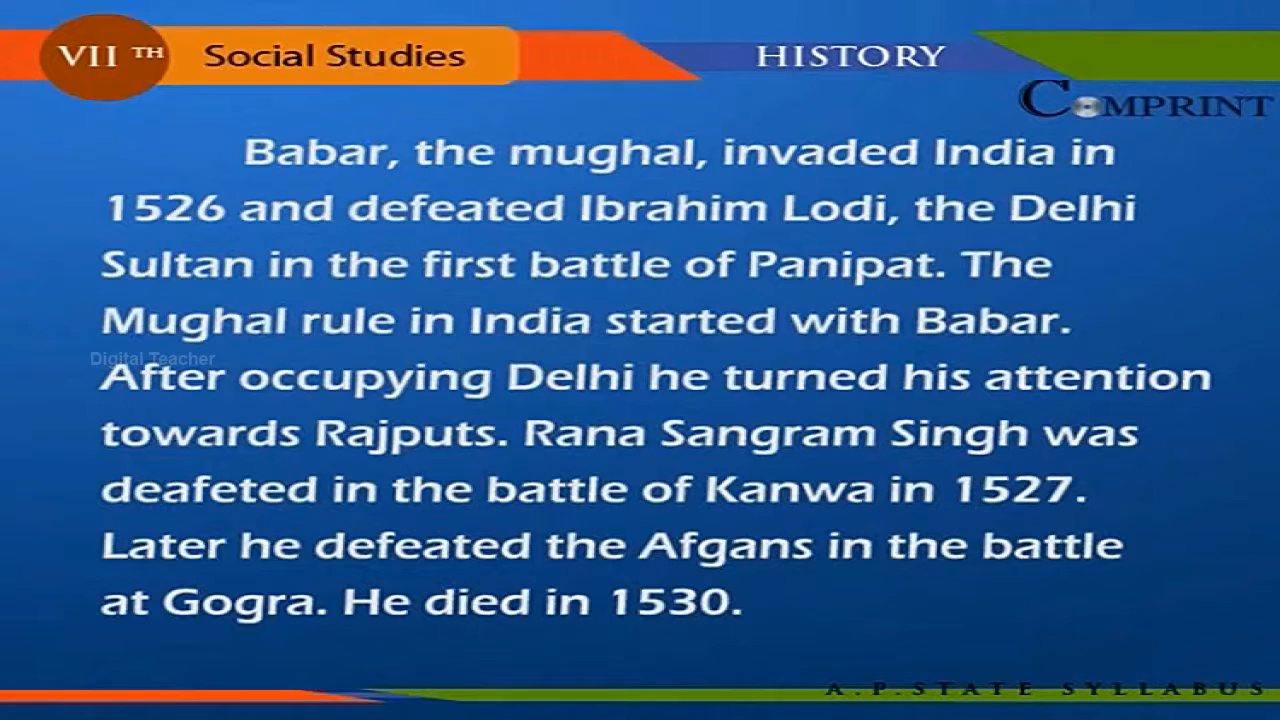 VII TH Social Studies HISTORY
COMPRINT
Babar, the mughal, invaded India in
1526 and defeated Ibrahim Lodi, the Delhi
Sultan in the first battle of Panipat. The
Mughal rule in India started with Babar.
Digital Teacher
After occupying Delhi he turned his attention
towards Rajputs. Rana Sangram Singh was
deafeted in the battle of Kanwa in 1527.
Later he defeated the Afgans in the battle
at Gogra. He died in 1530.
A.P.STATE SYLLABUS